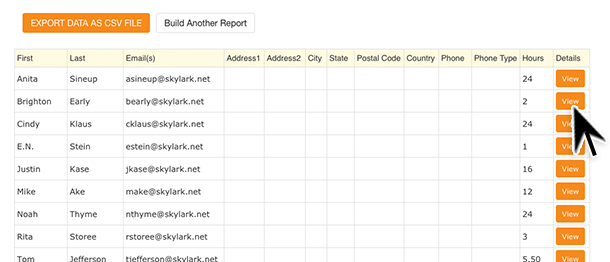 EXPORT DATA AS CSV FILE Build Another Report
First Last Email(s) Address1 Address2 City State Postal Code Country Phone Phone Type Hours Details
Anita Sineup asineup@skylark.net 24 View
Brighton Early bearly@skylark.net 2 View
Cindy Klaus cklaus@skylark.net 24
E.N. Stein estein@skylark.net 1 View
Justin Kase jkase@skylark.net 16 View
Mike Ake make@skylark.net 12 View
Noah Thyme nthyme@skylark.net 24 View
Rita Storee rstoree@skylark.net 3 View
Tom Jefferson tjefferson@skylark.net 5.50 View